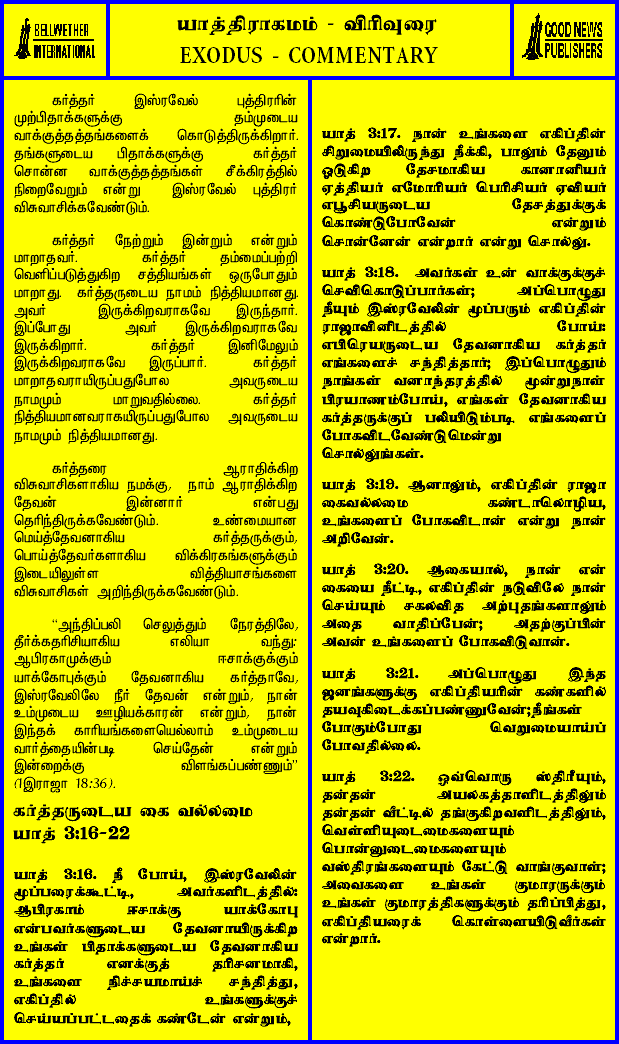 BELLWETHER
INTERNATIONAL
யாத்திராகமம் - விரிவுரை
EXODUS - COMMENTARY
GOOD NEWS
PUBLISHERS
கர்த்தர் இஸ்ரவேல் புத்திரரின்
முற்பிதாக்களுக்கு தம்முடைய
வாக்குத்தத்தங்களைக் கொடுத்திருக்கிறார்.
தங்களுடைய பிதாக்களுக்கு கர்த்தர்
சொன்ன வாக்குத்தத்தங்கள் சீக்கிரத்தில்
நிறைவேறும் என்று இஸ்ரவேல் புத்திரர்
விசுவாசிக்கவேண்டும்.
கர்த்தர் நேற்றும் இன்றும் என்றும்
மாறாதவர். கர்த்தர் தம்மைப்பற்றி
வெளிப்படுத்துகிற சத்தியங்கள் ஒருபோதும்
மாறாது. கர்த்தருடைய நாமம் நித்தியமானது.
அவர் இருக்கிறவராகவே இருந்தார்.
இப்போது அவர் இருக்கிறவராகவே
இருக்கிறார். கர்த்தர் இனிமேலும்
இருக்கிறவராகவே இருப்பார். கர்த்தர்
மாறாதவராயிருப்பதுபோல அவருடைய
நாமமும் மாறுவதில்லை. கர்த்தர்
நித்தியமானவராகயிருப்பதுபோல அவருடைய
நாமமும் நித்தியமானது.
கர்த்தரை ஆராதிக்கிற
விசுவாசிகளாகிய நமக்கு, நாம் ஆராதிக்கிற
தேவன் இன்னார் என்பது
தெரிந்திருக்கவேண்டும். உண்மையான
மெய்த்தேவனாகிய கர்த்தருக்கும்,
பொய்த்தேவர்களாகிய விக்கிரகங்களுக்கும்
இடையிலுள்ள வித்தியாசங்களை
விசுவாசிகள் அறிந்திருக்கவேண்டும்.
“அந்திப்பலி செலுத்தும் நேரத்திலே,
தீர்க்கதரிசியாகிய எலியா வந்து:
ஆபிரகாமுக்கும் ஈசாக்குக்கும்
யாக்கோபுக்கும் தேவனாகிய கர்த்தாவே,
இஸ்ரவேலிலே நீர் தேவன் என்றும், நான்
உம்முடைய ஊழியக்காரன் என்றும், நான்
இந்தக் காரியங்களையெல்லாம் உம்முடைய
வார்த்தையின்படி செய்தேன் என்றும்
இன்றைக்கு விளங்கப்பண்ணும்”
(1இராஜா 18:36).
கர்த்தருடைய கை வல்லமை
யாத் 3:16-22
யாத் 3:16. நீ போய், இஸ்ரவேலின்
மூப்பரைக்கூட்டி, அவர்களிடத்தில்:
ஆபிரகாம் ஈசாக்கு யாக்கோபு
என்பவர்களுடைய தேவனாயிருக்கிற
உங்கள் பிதாக்களுடைய தேவனாகிய
கர்த்தர் எனக்குத் தரிசனமாகி,
உங்களை நிச்சயமாய்ச் சந்தித்து,
எகிப்தில் உங்களுக்குச்
செய்யப்பட்டதைக் கண்டேன் என்றும்,
யாத் 3:17. நான் உங்களை எகிப்தின்
சிறுமையிலிருந்து நீக்கி, பாலும் தேனும்
ஓடுகிற தேசமாகிய கானானியர்
ஏத்தியர் எமோரியர் பெரிசியர் ஏவியர்
எபூசியருடைய தேசத்துக்குக்
கொண்டுபோவேன் என்றும்
சொன்னேன் என்றார் என்று சொல்லு.
யாத் 3:18. அவர்கள் உன் வாக்குக்குச்
செவிகொடுப்பார்கள்; அப்பொழுது
நீயும் இஸ்ரவேலின் மூப்பரும் எகிப்தின்
ராஜாவினிடத்தில் போய்:
எபிரெயருடைய தேவனாகிய கர்த்தர்
எங்களைச் சந்தித்தார்; இப்பொழுதும்
நாங்கள் வனாந்தரத்தில் மூன்றுநாள்
பிரயாணம்போய், எங்கள் தேவனாகிய
கர்த்தருக்குப் பலியிடும்படி எங்களைப்
போகவிடவேண்டுமென்று
சொல்லுங்கள்.
யாத் 3:19. ஆனாலும், எகிப்தின் ராஜா
கைவல்லமை கண்டாலொழிய,
உங்களைப் போகவிடான் என்று நான்
அறிவேன்.
யாத் 3:20. ஆகையால், நான் என்
கையை நீட்டி, எகிப்தின் நடுவிலே நான்
செய்யும் சகலவித அற்புதங்களாலும்
அதை வாதிப்பேன்; அதற்குப்பின்
அவன் உங்களைப் போகவிடுவான்.
யாத் 3:21. அப்பொழுது இந்த
ஜனங்களுக்கு எகிப்தியரின் கண்களில்
தயவுகிடைக்கப்பண்ணுவேன்;நீங்கள்
போகும்போது வெறுமையாய்ப்
போவதில்லை.
யாத் 3:22. ஒவ்வொரு ஸ்திரீயும்,
தன்தன் அயலகத்தாளிடத்திலும்
தன்தன் வீட்டில் தங்குகிறவளிடத்திலும்,
வெள்ளியுடைமைகளையும்
பொன்னுடைமைகளையும்
வஸ்திரங்களையும் கேட்டு வாங்குவாள்;
அவைகளை உங்கள் குமாரருக்கும்
உங்கள் குமாரத்திகளுக்கும் தரிப்பித்து,
எகிப்தியரைக் கொள்ளையிடுவீர்கள்
என்றார்.